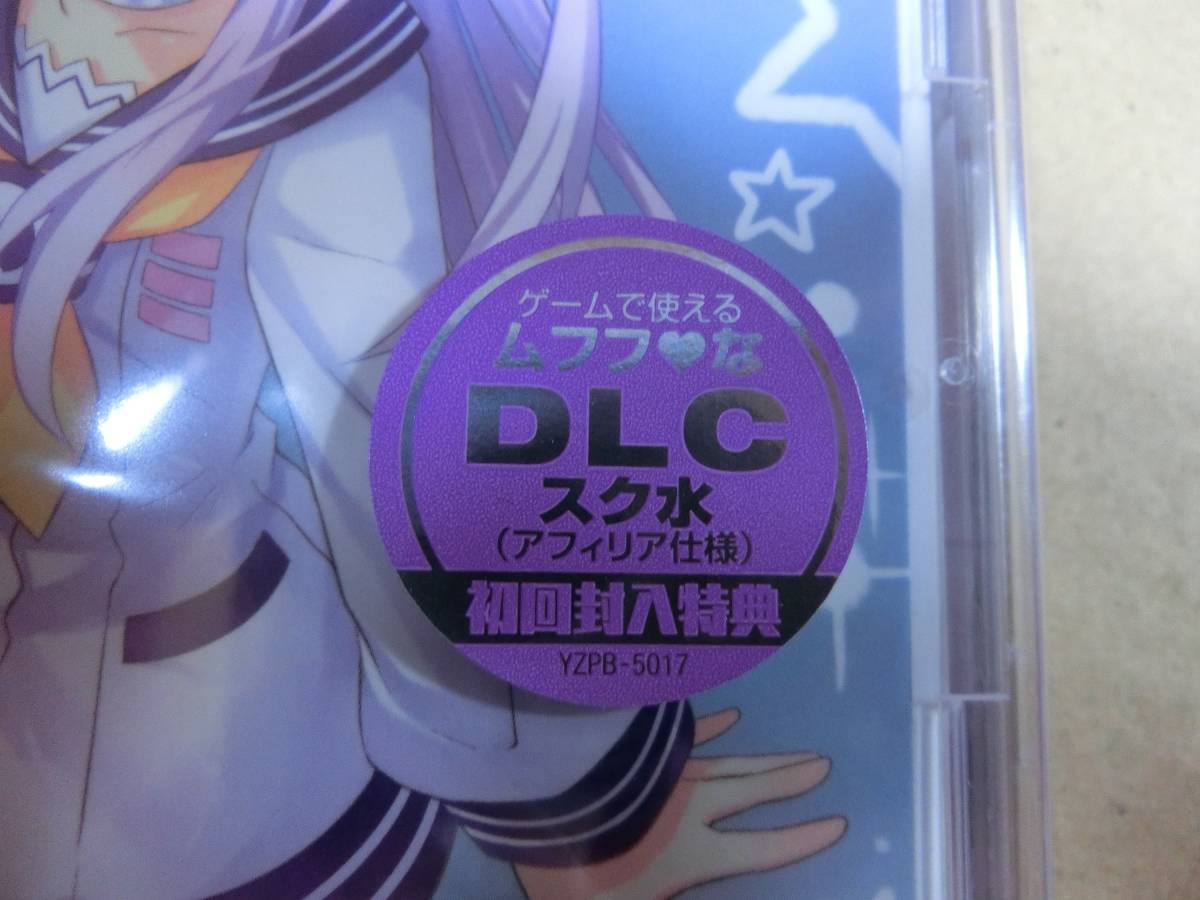 ゲームで使える
ムフフ♥な
DLC
スク水
(アフィリア仕様)
初回封入特典
YZPB-5017